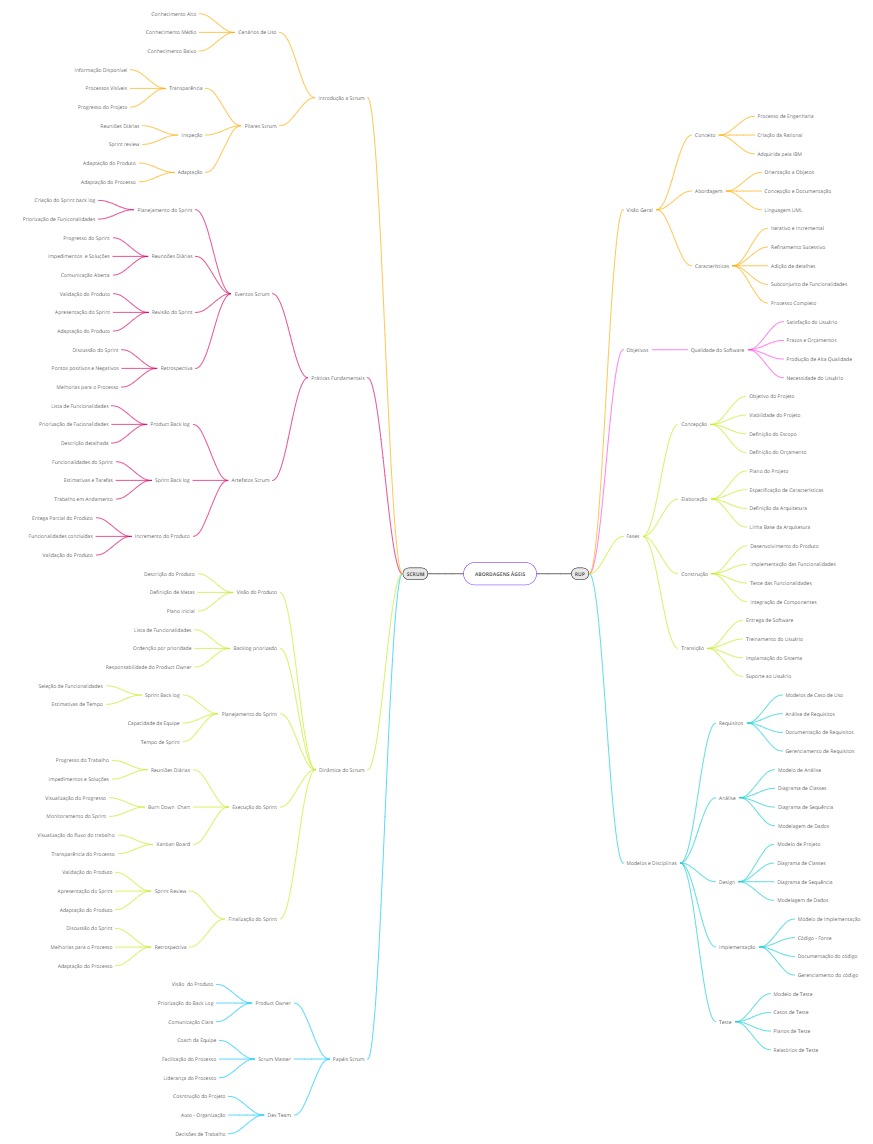 ABORDAGENS ÁGEIS
SCRUM
Introdução a Scrum
Cenários de Uso
Conhecimento Alto
Conhecimento Médio
Conhecimento Baixo
Pilares Scrum
Transparência
Informação Disponível
Processos Visíveis
Progresso do Projeto
Inspeção
Reuniões Diárias
Sprint review
Adaptação
Adaptação do Produto
Adaptação do Processo
Práticas Fundamentais
Eventos Scrum
Planejamento do Sprint
Criação do Sprint back log
Priorização de Funicionalidades
Reuniões Diárias
Progresso do Sprint
Impedimentos e Soluções
Comunicação Aberta
Revisão do Sprint
Validação do Produto
Apresentação do Sprint
Adaptação do Produto
Retrospectiva
Discussão do Sprint
Pontos positivos e Negativos
Melhorias para o Processo
Artefatos Scrum
Product Back log
Lista de Funcionalidades
Priorização de Fucionalidades
Descrição detalhada
Sprint Back log
Funcionalidades do Sprint
Estimativas e Tarefas
Trabalho em Andamento
Incremento do Produto
Entega Parcial do Produto
Funcionalidades concluídas
Validação do Produto
Dinâmica do Scrum
Visão do Produto
Descrição do Produto
Definição de Metas
Plano inicial
Backlog priorizado
Lista de Funcionalidades
Ordenção por prioridade
Responsabilidade do Product Owner
Planejamento do Sprint
Sprint Back log
Seleção de Funcionalidades
Estimativas de Tempo
Capacidade da Equipe
Tempo de Sprint
Execução do Sprint
Reuniões Diárias
Progresso do Trabalho
Impedimentos e Soluções
Burn Down Chart
Visualização do Progresso
Monitoramento do Sprint
Kanban Board
Visualização do fluxo do trabalho
Transparência do Processo
Finalização do Sprint
Sprint Review
Validação do Produto
Apresentação do Sprint
Adaptação do Produto
Retrospectiva
Discussão do Sprint
Melhorias para o Processo
Adaptação do Processo
Papéis Scrum
Product Owner
Visão do Produto
Priorização do Back Log
Comunicação Clara
Scrum Master
Coach da Equipe
Facilitação do Processo
Liderança do Processo
Dev Team
Cosntrução do Projeto
Auto - Organização
Decisões de Trabalho
RUP
Visão Geral
Conceito
Processo de Engenharia
Criação da Rational
Adquirida pela IBM
Abordagem
Orientação a Objetos
Concepção e Documentação
Linguagem UML
Características
Iterativo e Incremental
Refinamento Sucessivo
Adição de detalhes
Subconjunto de Funcionalidades
Processo Completo
Objetivos
Qualidade do Software
Satisfação do Usuário
Prazos e Orçamentos
Produção de Alta Qualidade
Necessidade do Usuário
Fases
Concepção
Objetivo do Projeto
Viabilidade do Projeto
Definição do Escopo
Definição do Orçamento
Elaboração
Plano do Projeto
Especificação de Características
Definição da Arquitetura
Linha Base da Arquitetura
Construção
Desenvolvimento do Produto
Implementação das Funcionalidades
Teste das Funcionalidades
Integração de Componentes
Transição
Entrega de Software
Treinamento do Usuário
Implantação do Sistema
Suporte ao Usuário
Modelos e Disciplinas
Requisitos
Modelos de Caso de Uso
Análise de Requisitos
Documentação de Requisitos
Gerenciamento de Requisitos
Análise
Modelo de Análise
Diagrama de Classes
Diagrama de Sequência
Modelagem de Dados
Design
Modelo de Projeto
Diagrama de Classes
Diagrama de Sequência
Modelagem de Dados
Implementação
Modelo de Implementação
Código - Fonte
Documentação do código
Gerenciamento do código
Teste
Modelo de Teste
Casos de Teste
Planos de Teste
Relatórios de Teste